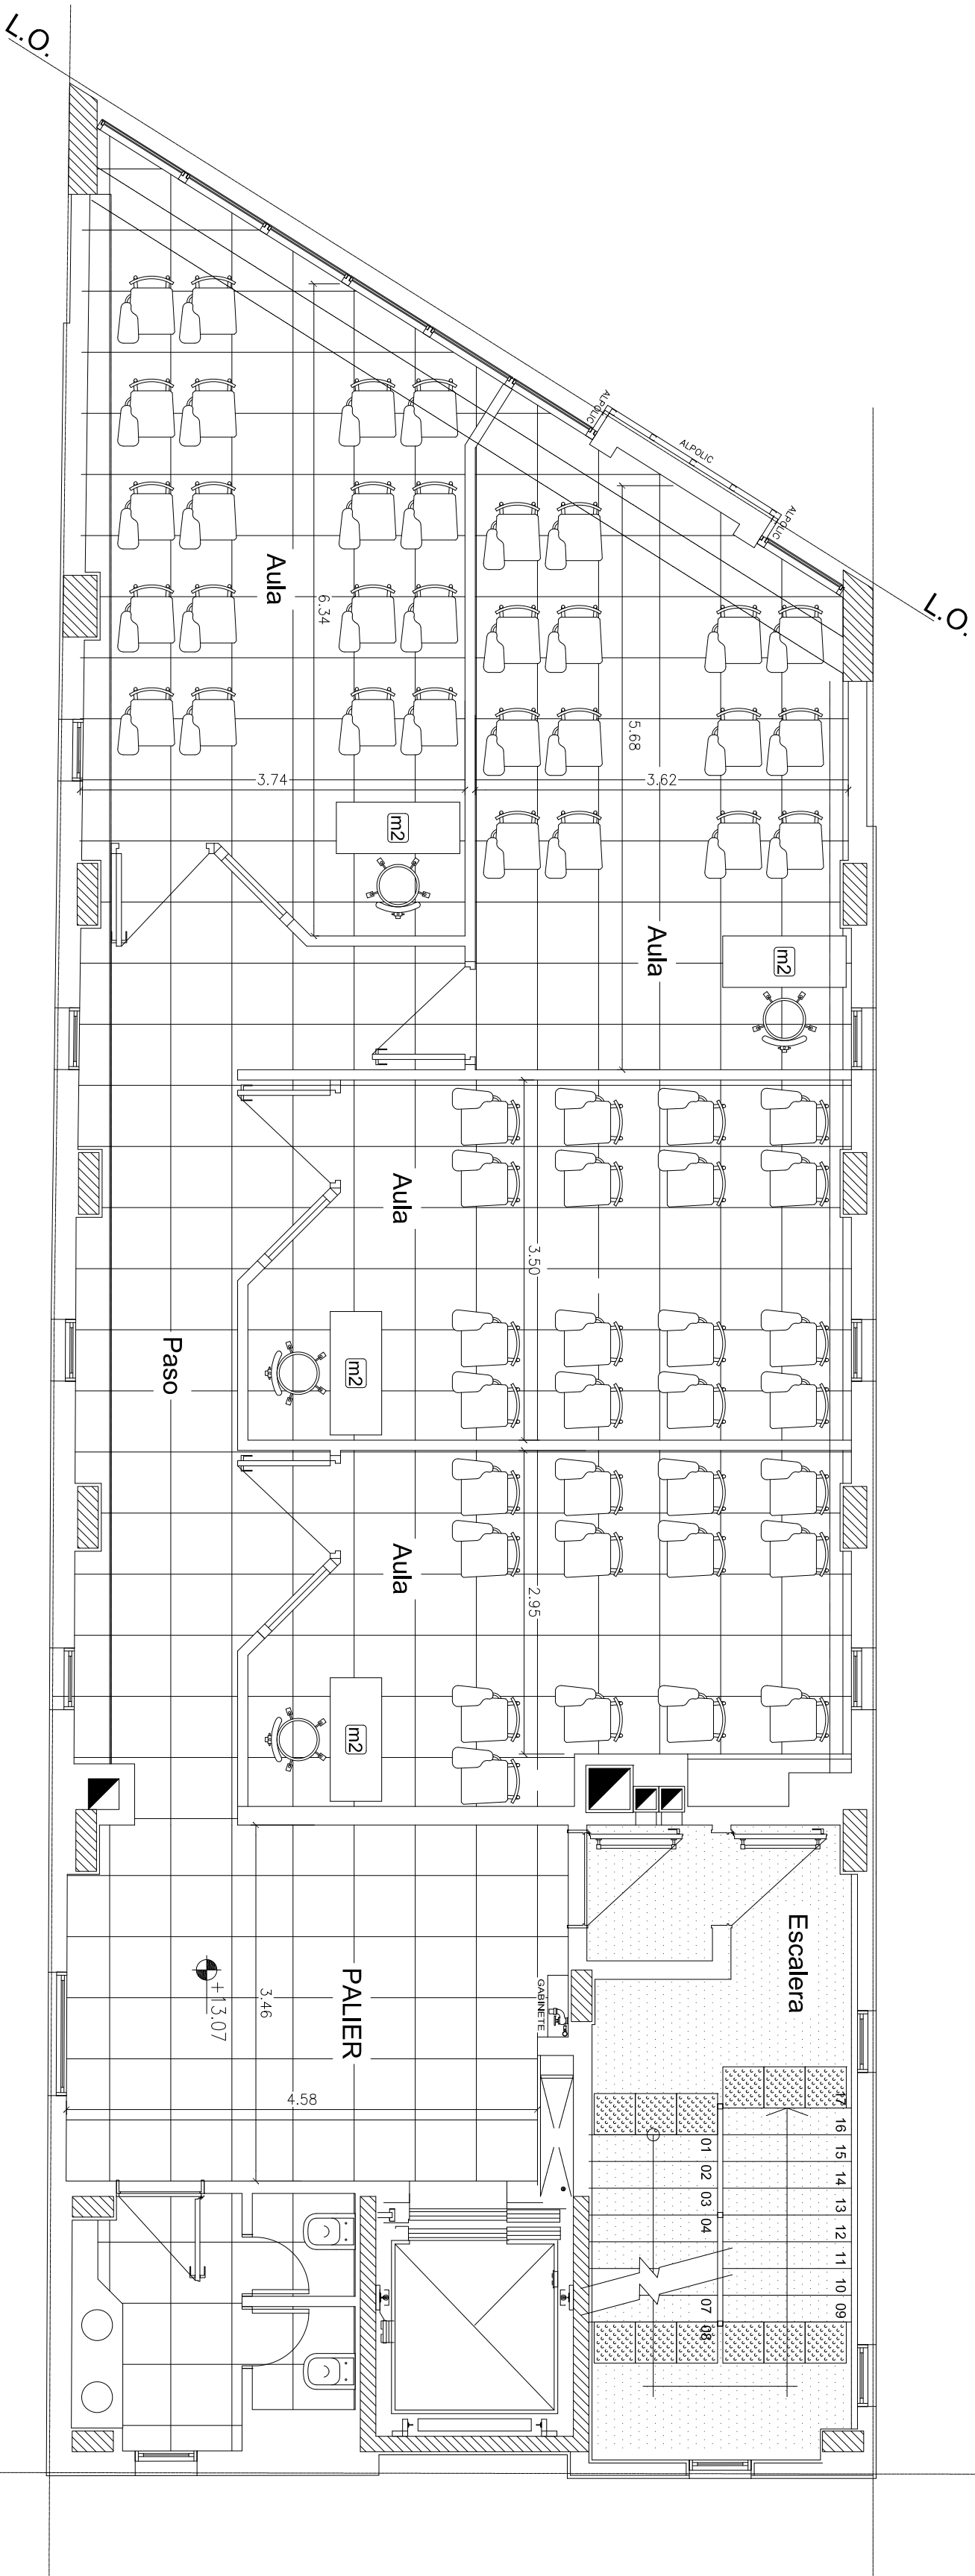 L.O.
ALPOLIC
ALPOLIC
ALPOLIC
L.O.
Aula
6.34
5.68
3.74
3.62
m2
Aula
m2
Aula
3.50
Paso
m2
Aula
2.95
m2
Escalera
PALIER
GABINETE
+13.07
3.46
4.58
17
16
15
14
13
12
11
10
09
01
02
03
04
07
08